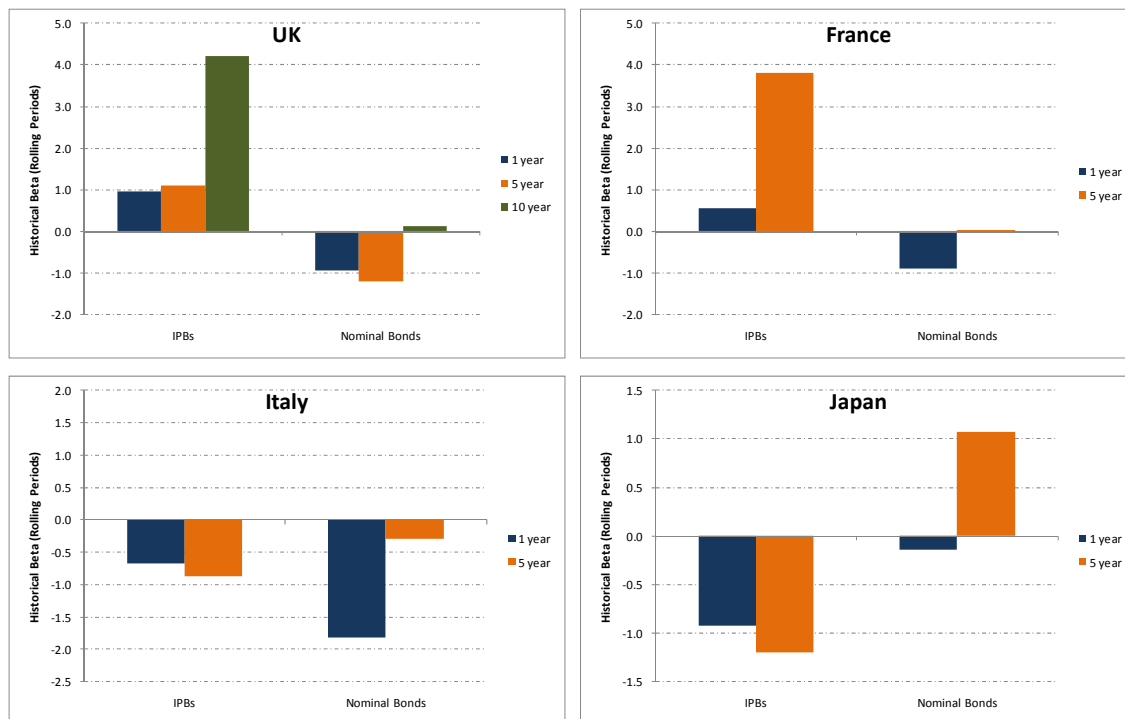 UK
Historical Beta (Rolling Periods)
5.0
4.0
3.0
2.0
1.0
0.0
-1.0
-2.0
IPBs
Nominal Bonds
1 year
5 year
10 year
France
Historical Beta (Rolling Periods)
5.0
4.0
3.0
2.0
1.0
0.0
-1.0
-2.0
IPBs
Nominal Bonds
1 year
5 year
Italy
Historical Beta (Rolling Periods)
2.0
1.5
1.0
0.5
0.0
-0.5
-1.0
-1.5
-2.0
-2.5
IPBs
Nominal Bonds
1 year
5 year
Japan
Historical Beta (Rolling Periods)
1.5
1.0
0.5
0.0
-0.5
-1.0
-1.5
IPBs
Nominal Bonds
1 year
5 year